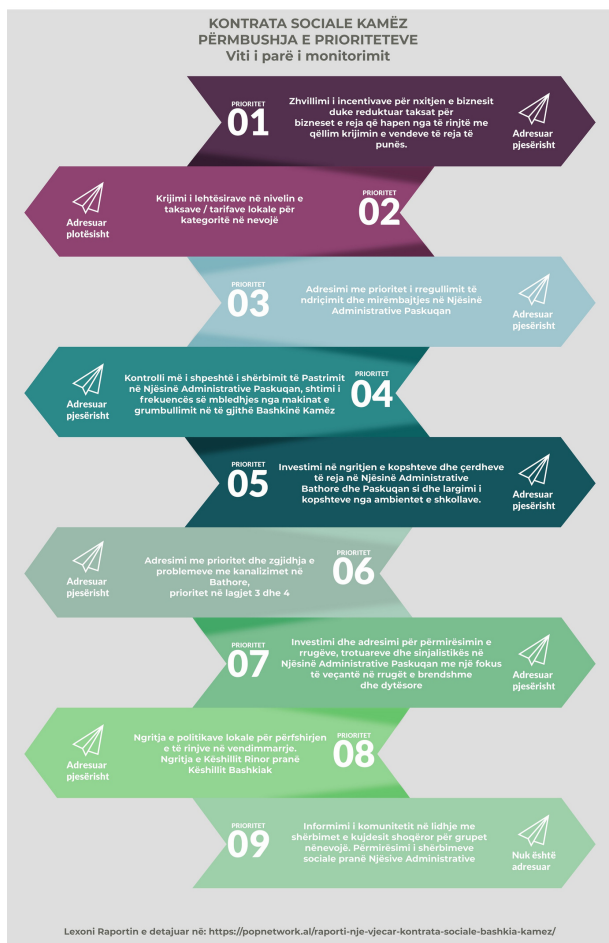 KONTRATA SOCIALE KAMËZ
PËRMBUSHJA E PRIORITETEVE
Viti i parë i monitorimit
PRIORITET
01
Zhvillimi i incentivave për nxitjen e biznesit
duke reduktuar taksat për
bizneset e reja që hapen nga të rinjtë me
qëllim krijimin e vendeve të reja të
punës.
Adresuar
pjesërisht
Adresuar
plotësisht
Krijimi i lehtësirave në nivelin e
taksave / tarifave lokale për
kategoritë në nevojë
PRIORITET
02
PRIORITET
03
Adresimi me prioritet i rregullimit të
ndriçimit dhe mirëmbajtjes në Njësinë
Administrative Paskuqan
Adresuar
pjesërisht
Adresuar
pjesërisht
Kontrolli më i shpeshtë i shërbimit të Pastrimit
në Njësinë Administrative Paskuqan, shtimi i
frekuencës së mbledhjes nga makinat e
grumbullimit në të gjithë Bashkinë Kamëz
PRIORITET
04
PRIORITET
05
Investimi në ngritjen e kopshteve dhe çerdheve
të reja në Njësinë Administrative
Bathore dhe Paskuqan si dhe largimi i
kopshteve nga ambientet e shkollave.
Adresuar
pjesërisht
Adresuar
pjesërisht
Adresimi me prioritet dhe zgjidhja e
problemeve me kanalizimet në
Bathore,
prioritet në lagjet 3 dhe 4
PRIORITET
06
PRIORITET
07
Investimi dhe adresimi për përmirësimin e
rrugëve, trotuareve dhe sinjalistikës në
Njësinë Administrative Paskuqan me një fokus
të veçantë në rrugët e brendshme
dhe dytësore
Adresuar
pjesërisht
Adresuar
pjesërisht
Ngritja e politikave lokale për përfshirjen
e të rinjve në vendimmarrje.
Ngritja e Këshillit Rinor pranë
Këshillit Bashkiak
PRIORITET
08
PRIORITET
09
Informimi i komunitetit në lidhje me
shërbimet e kujdesit shoqëror për grupet
nënevojë. Përmirësimi i shërbimeve
sociale pranë Njësive Administrative
Nuk është
adresuar
Lexoni Raportin e detajuar në: https://popnetwork.al/raporti-nje-vjecar-kontrata-sociale-bashkia-kamez/